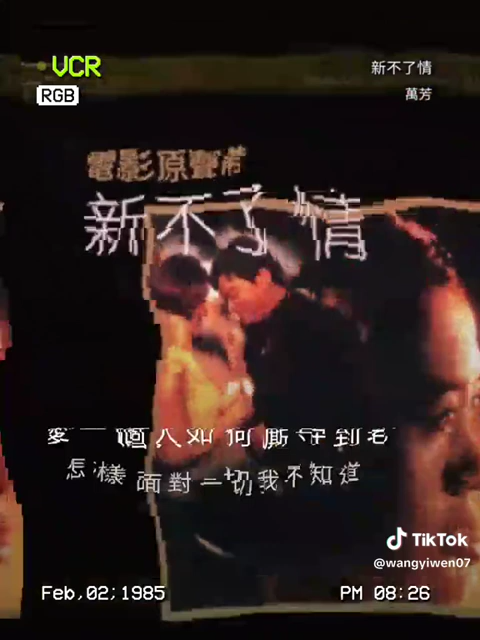 VCR
RGB
新不了情
萬芳
電影原聲帶
新不了情
愛一個人如何廝守到老
怎樣面對一切我不知道
TikTok
@wangyiwen07
Feb,02;1985
PM 08:26